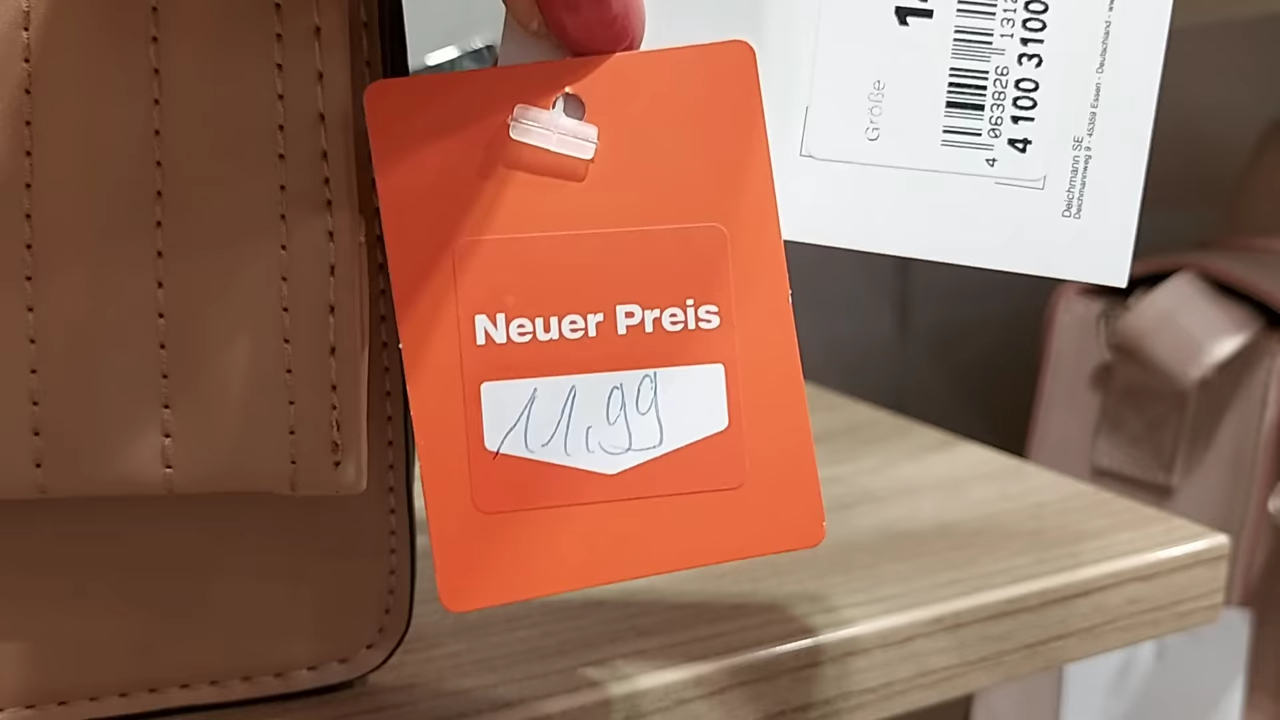 Neuer Preis
11,99
Größe
4 063826 1312
4 100 3100
Deichmann SE
Deichmannweg 9 - 45359 Essen - Deutschland